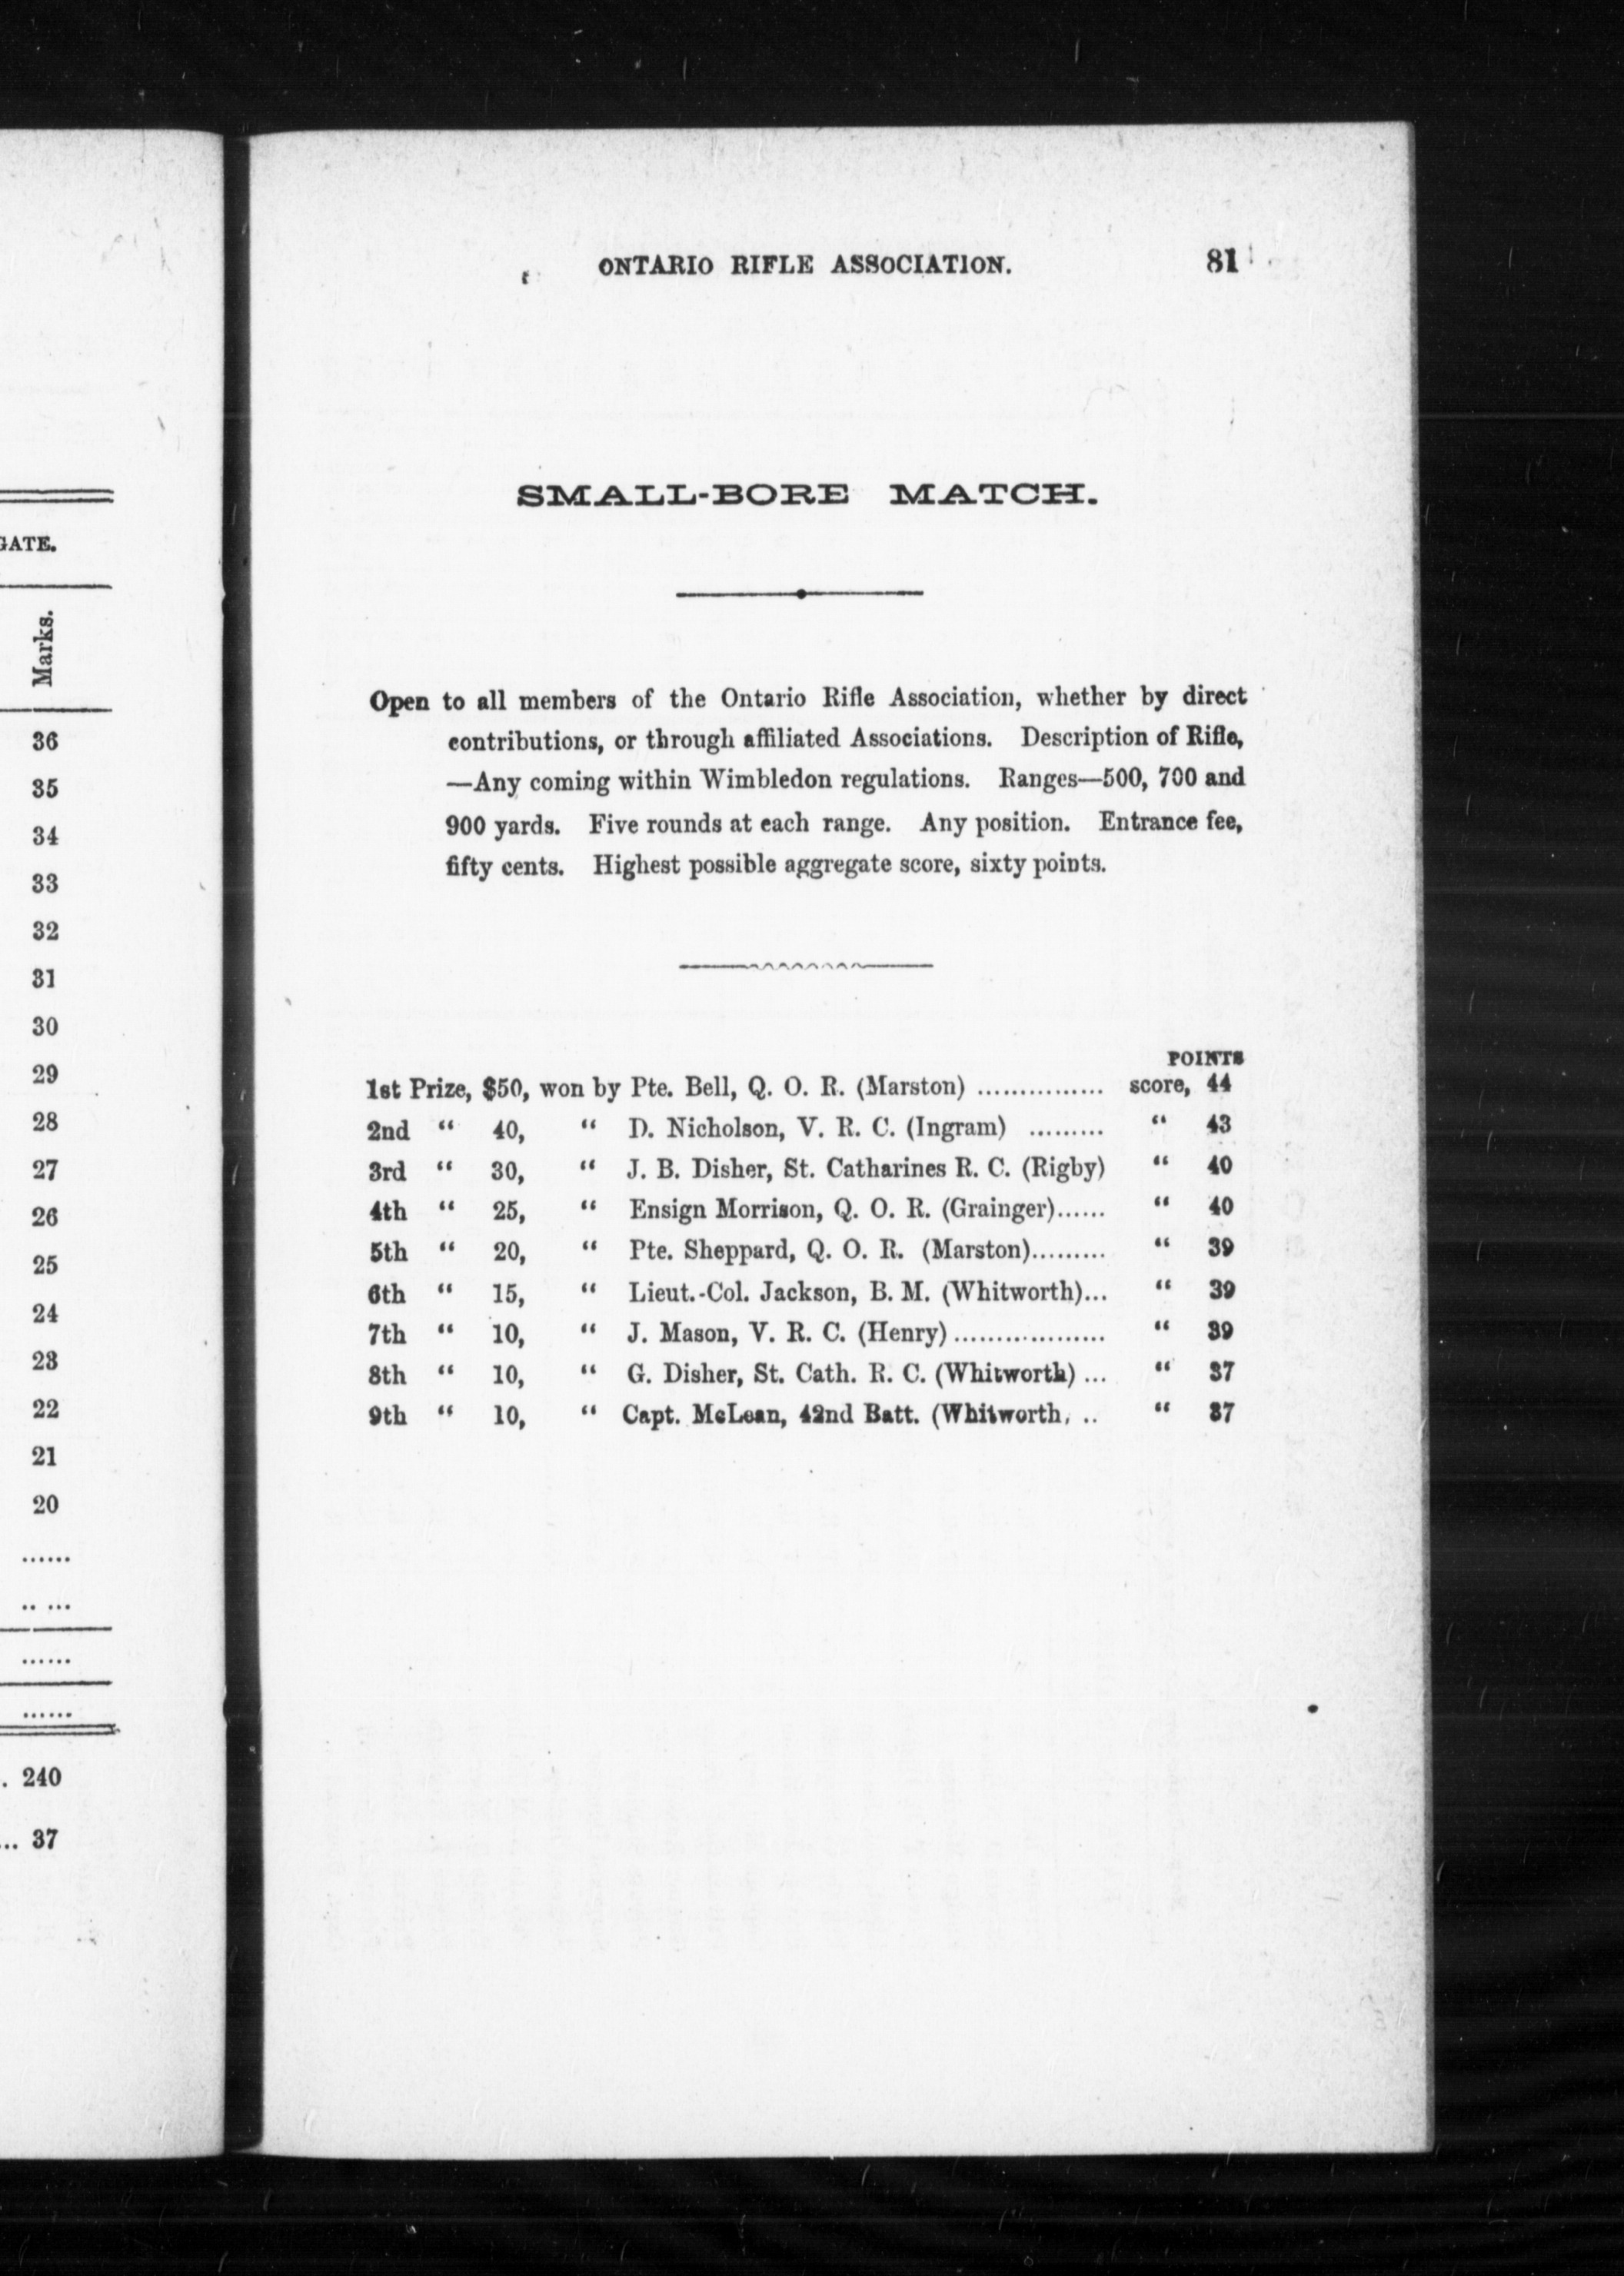 GATE.
Marks.
36
35
34
33
32
31
30
29
28
27
26
25
24
23
22
21
20
......
.. ...
......
......
. 240
... 37
ONTARIO RIFLE ASSOCIATION. 81
SMALL-BORE MATCH.
Open to all members of the Ontario Rifle Association, whether by direct
contributions, or through affiliated Associations. Description of Rifle,
—Any coming within Wimbledon regulations. Ranges—500, 700 and
900 yards. Five rounds at each range. Any position. Entrance fee,
fifty cents. Highest possible aggregate score, sixty points.
POINTS
1st Prize, $50, won by Pte. Bell, Q. O. R. (Marston) ............... score, 44
2nd “ 40, “ D. Nicholson, V. R. C. (Ingram) ......... “ 43
3rd “ 30, “ J. B. Disher, St. Catharines R. C. (Rigby) “ 40
4th “ 25, “ Ensign Morrison, Q. O. R. (Grainger)...... “ 40
5th “ 20, “ Pte. Sheppard, Q. O. R. (Marston)......... “ 39
6th “ 15, “ Lieut.-Col. Jackson, B. M. (Whitworth)... “ 39
7th “ 10, “ J. Mason, V. R. C. (Henry).................. “ 39
8th “ 10, “ G. Disher, St. Cath. R. C. (Whitworth) ... “ 37
9th “ 10, “ Capt. McLean, 42nd Batt. (Whitworth, .. “ 37